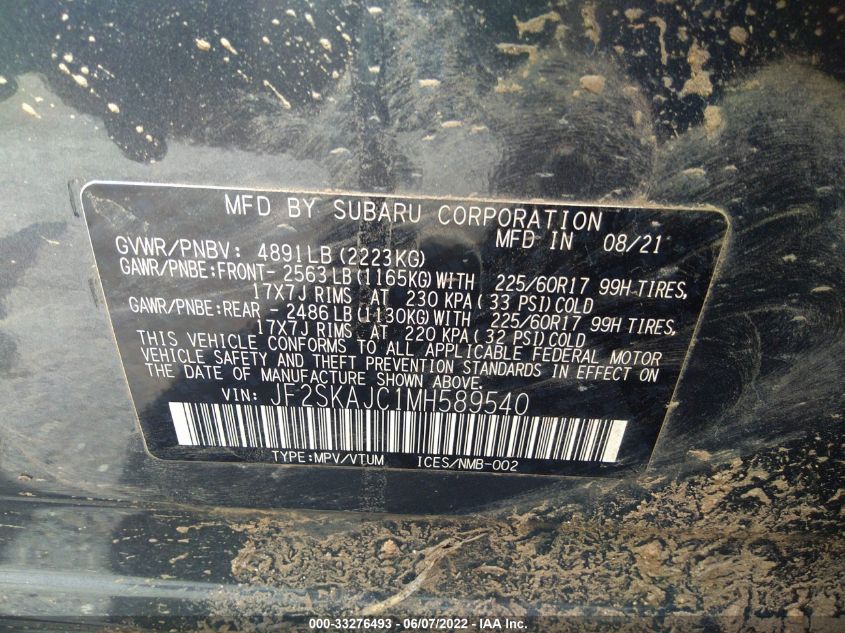 MFD BY SUBARU CORPORATION
MFD IN 08/21
GVWR/PNBV: 4891LB(2223KG)
GAWR/PNBE:FRONT- 2563LB(1165KG)WITH 225/60R17 99H TIRES,
17X7J RIMS AT 230 KPA(33 PSI)COLD
GAWR/PNBE:REAR - 2486LB(1130KG)WITH 225/60R17 99H TIRES,
17X7J RIMS AT 220 KPA(32 PSI)COLD
THIS VEHICLE CONFORMS TO ALL APPLICABLE FEDERAL MOTOR
VEHICLE SAFETY AND THEFT PREVENTION STANDARDS IN EFFECT ON
THE DATE OF MANUFACTURE SHOWN ABOVE.
VIN: JF2SKAJC1MH589540
TYPE:MPV/VTUM ICES/NMB-002
000-33276493 - 06/07/2022 - IAA Inc.